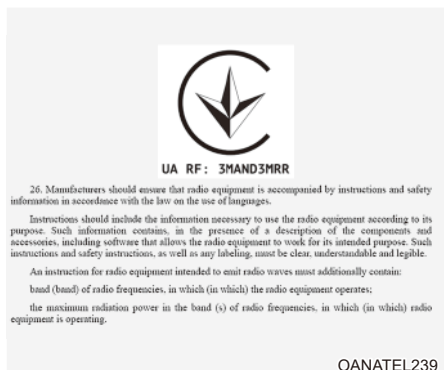 UA RF: 3MAND3MRR
26. Manufacturers should ensure that radio equipment is accompanied by instructions and safety
information in accordance with the law on the use of languages.
Instructions should include the information necessary to use the radio equipment according to its
purpose. Such information contains, in the presence of a description of the components and
accessories, including software that allows the radio equipment to work for its intended purpose. Such
instructions and safety instructions, as well as any labeling, must be clear, understandable and legible.
An instruction for radio equipment intended to emit radio waves must additionally contain:
band (band) of radio frequencies, in which (in which) the radio equipment operates;
the maximum radiation power in the band (s) of radio frequencies, in which (in which) radio
equipment is operating.
OANATEL239